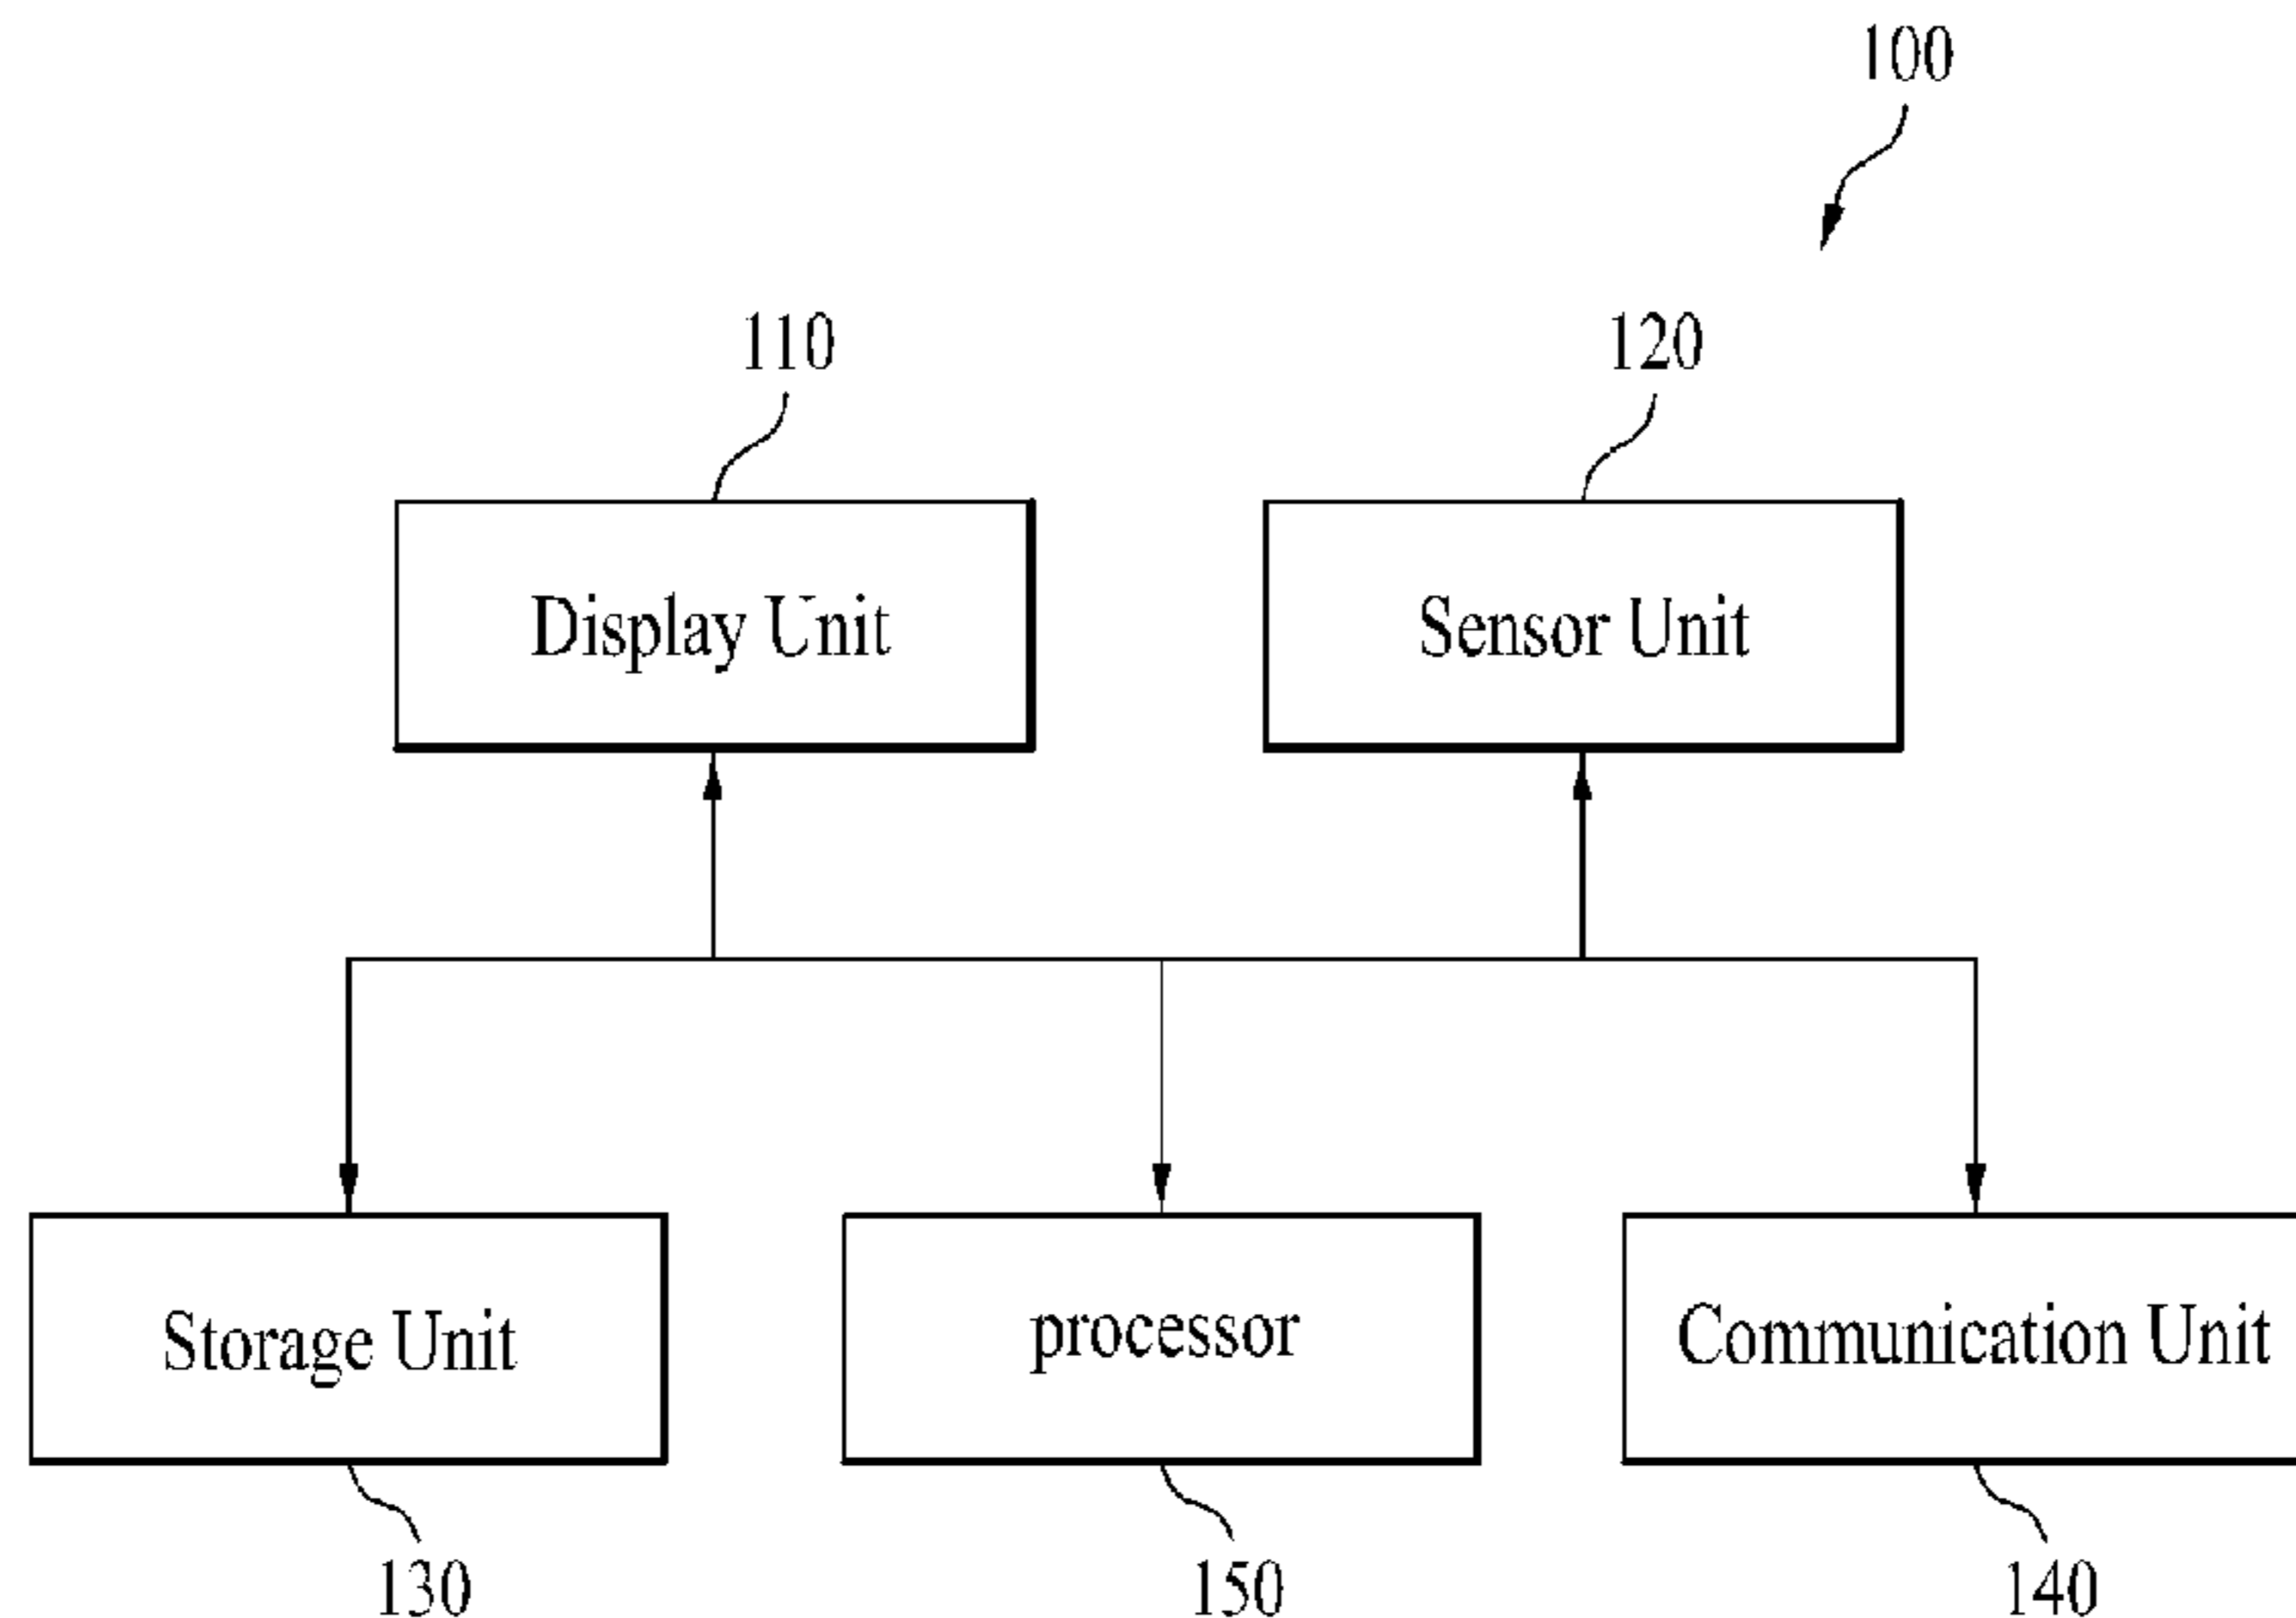 100
110
120
Display Unit
Sensor Unit
Storage Unit
processor
Communication Unit
130
150
140